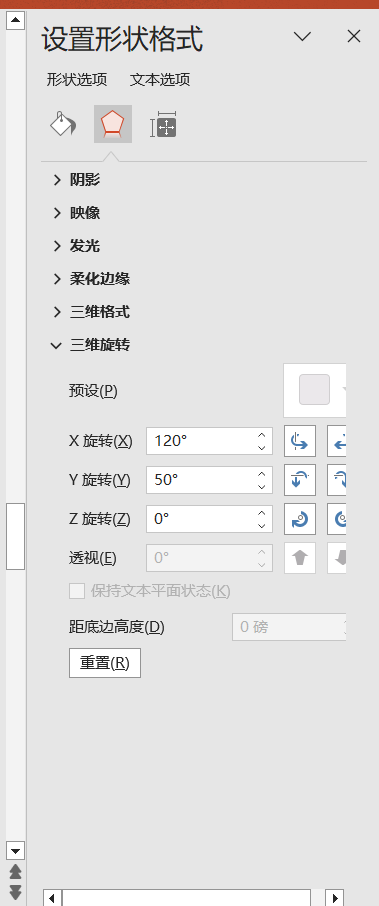 设置形状格式
形状选项 文本选项
阴影
映像
发光
柔化边缘
三维格式
三维旋转
预设(P)
X 旋转(X) 120°
Y 旋转(Y) 50°
Z 旋转(Z) 0°
透视(E) 0°
保持文本平面状态(K)
距底边高度(D) 0 磅
重置(R)